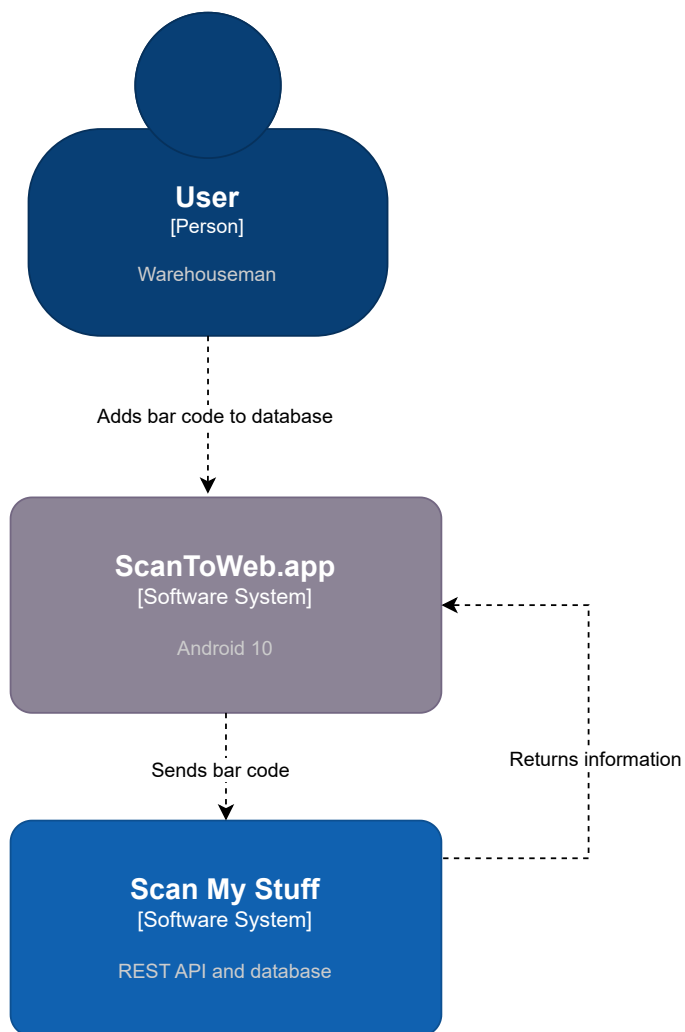 User
[Person]
Warehouseman
Adds bar code to database
ScanToWeb.app
[Software System]
Android 10
Sends bar code
Returns information
Scan My Stuff
[Software System]
REST API and database